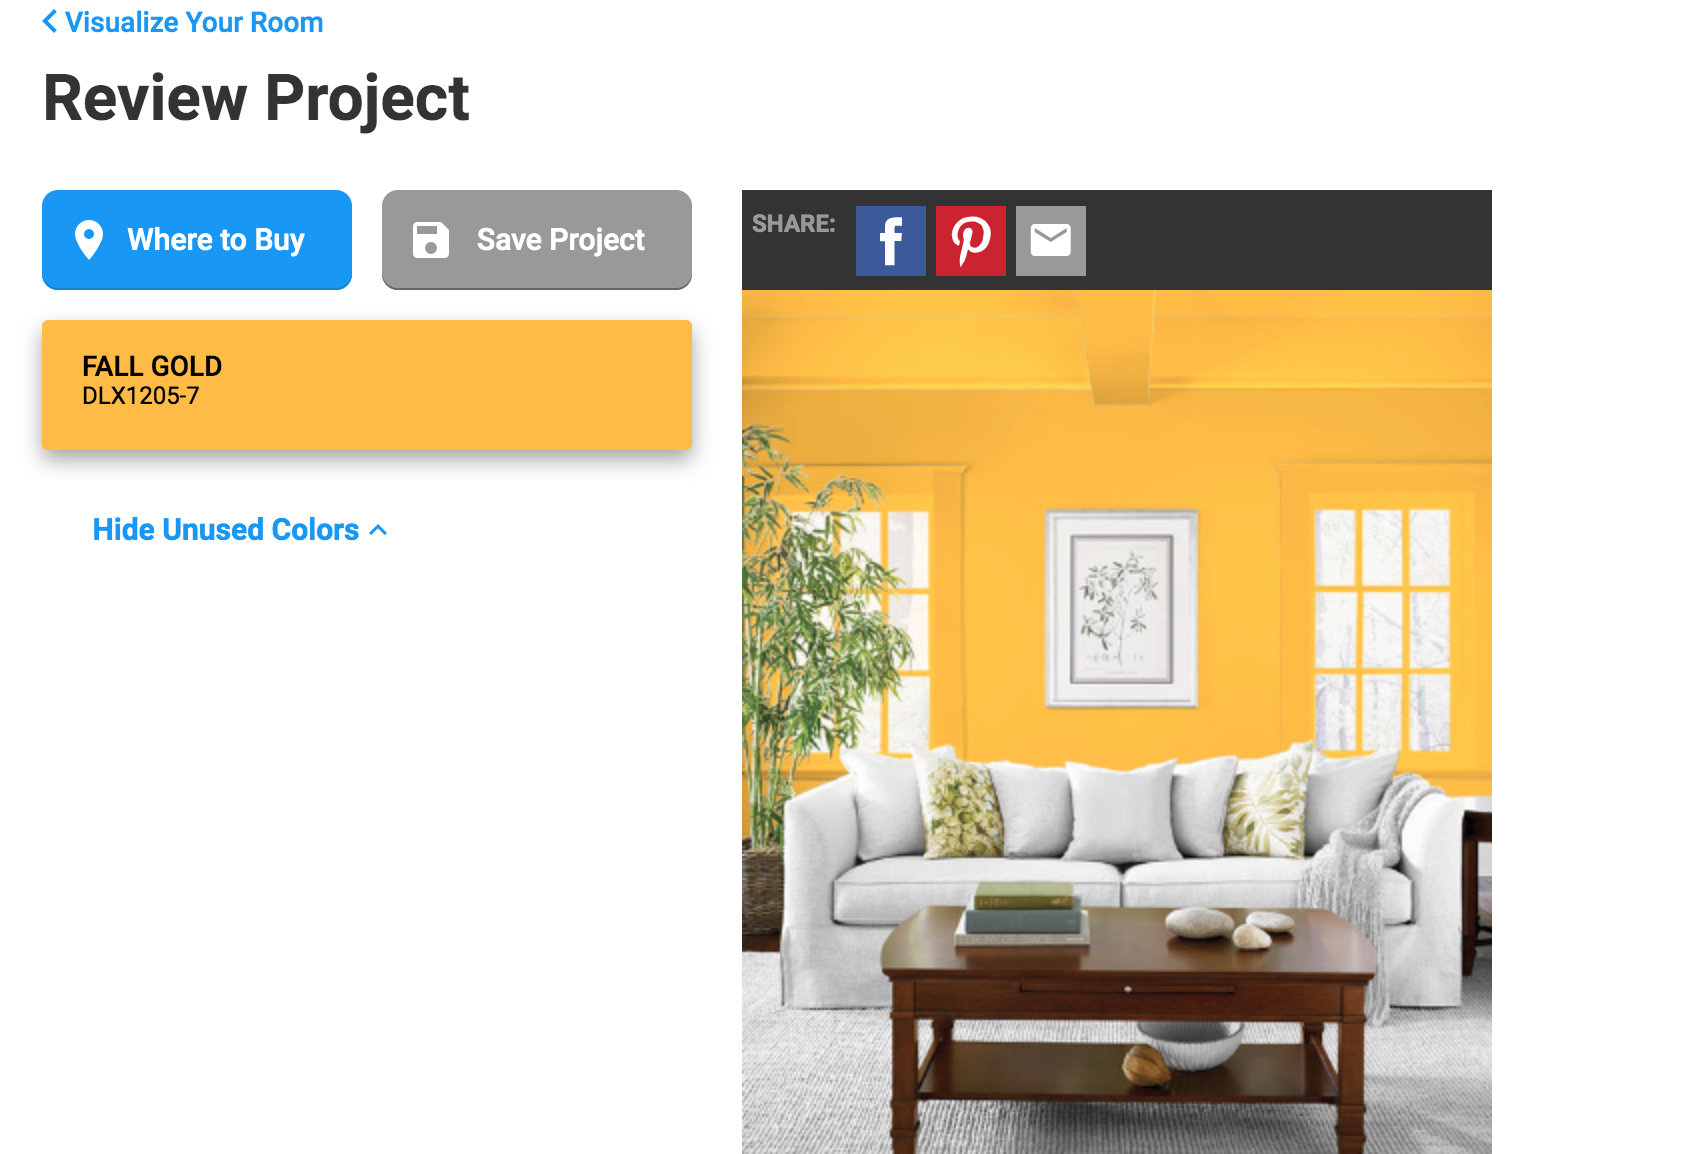 Visualize Your Room
Review Project
Where to Buy
Save Project
SHARE:
FALL GOLD
DLX1205-7
Hide Unused Colors